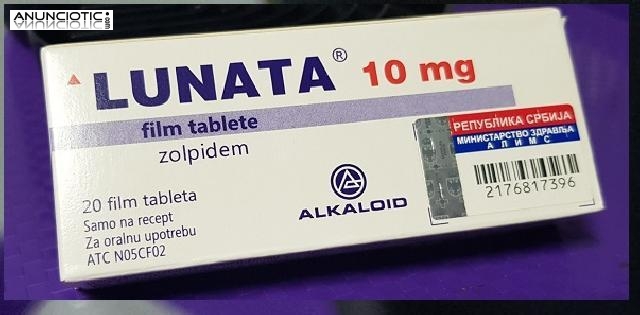 ANUNCIOTIC.com
LUNATA® 10 mg
film tablete
zolpidem
20 film tableta
Samo na recept
Za oralnu upotrebu
ATC N05CF02
ALKALOID
РЕПУБЛИКА СРБИЈА
МИНИСТАРСТВО ЗДРАВЉА
АЛИМС
2176817396